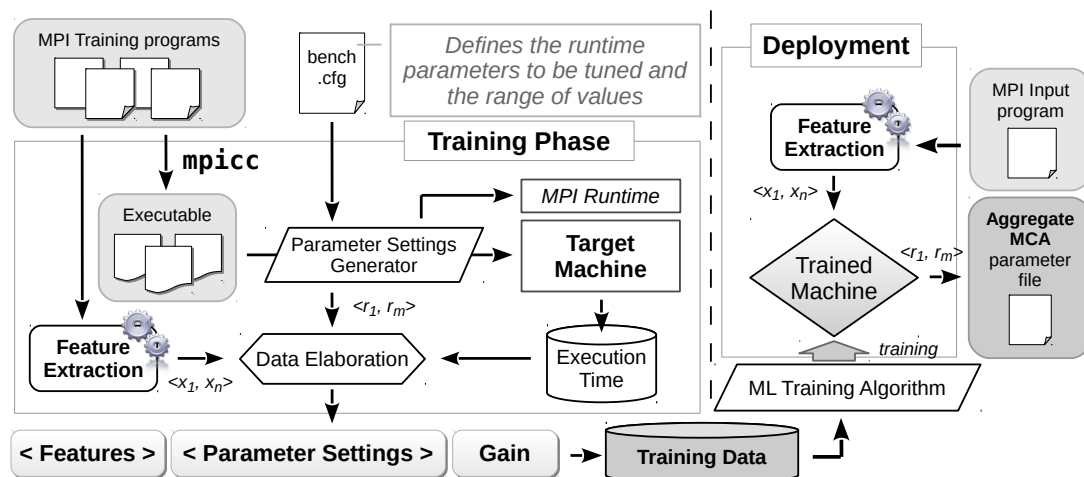 MPI Training programs
bench
.cfg
Defines the runtime
parameters to be tuned and
the range of values
Training Phase
mpicc
Executable
MPI Runtime
Parameter Settings
Generator
Target
Machine
<r1, rm>
Feature
Extraction
<x1, xn>
Data Elaboration
Execution
Time
< Features >
< Parameter Settings >
Gain
Training Data
Deployment
MPI Input
program
Feature
Extraction
<x1, xn>
Aggregate
MCA
parameter
file
<r1, rm>
Trained
Machine
training
ML Training Algorithm